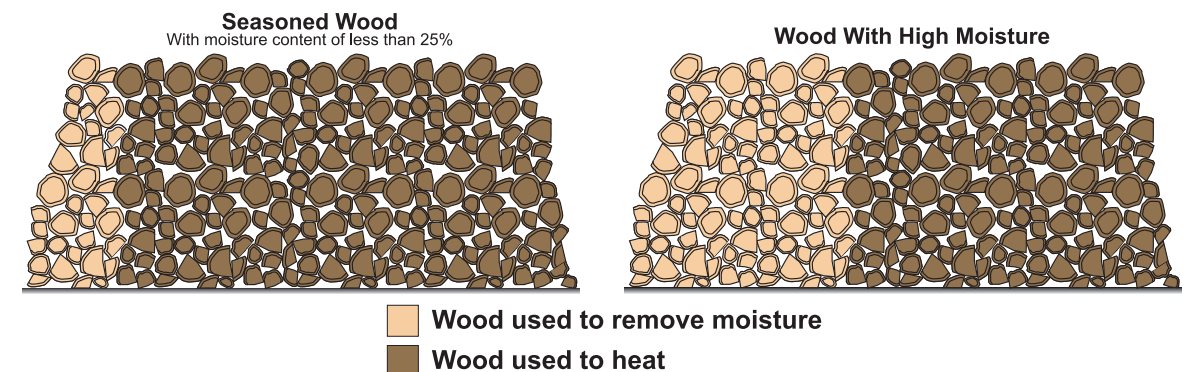 Seasoned Wood
With moisture content of less than 25%
Wood With High Moisture
Wood used to remove moisture
Wood used to heat